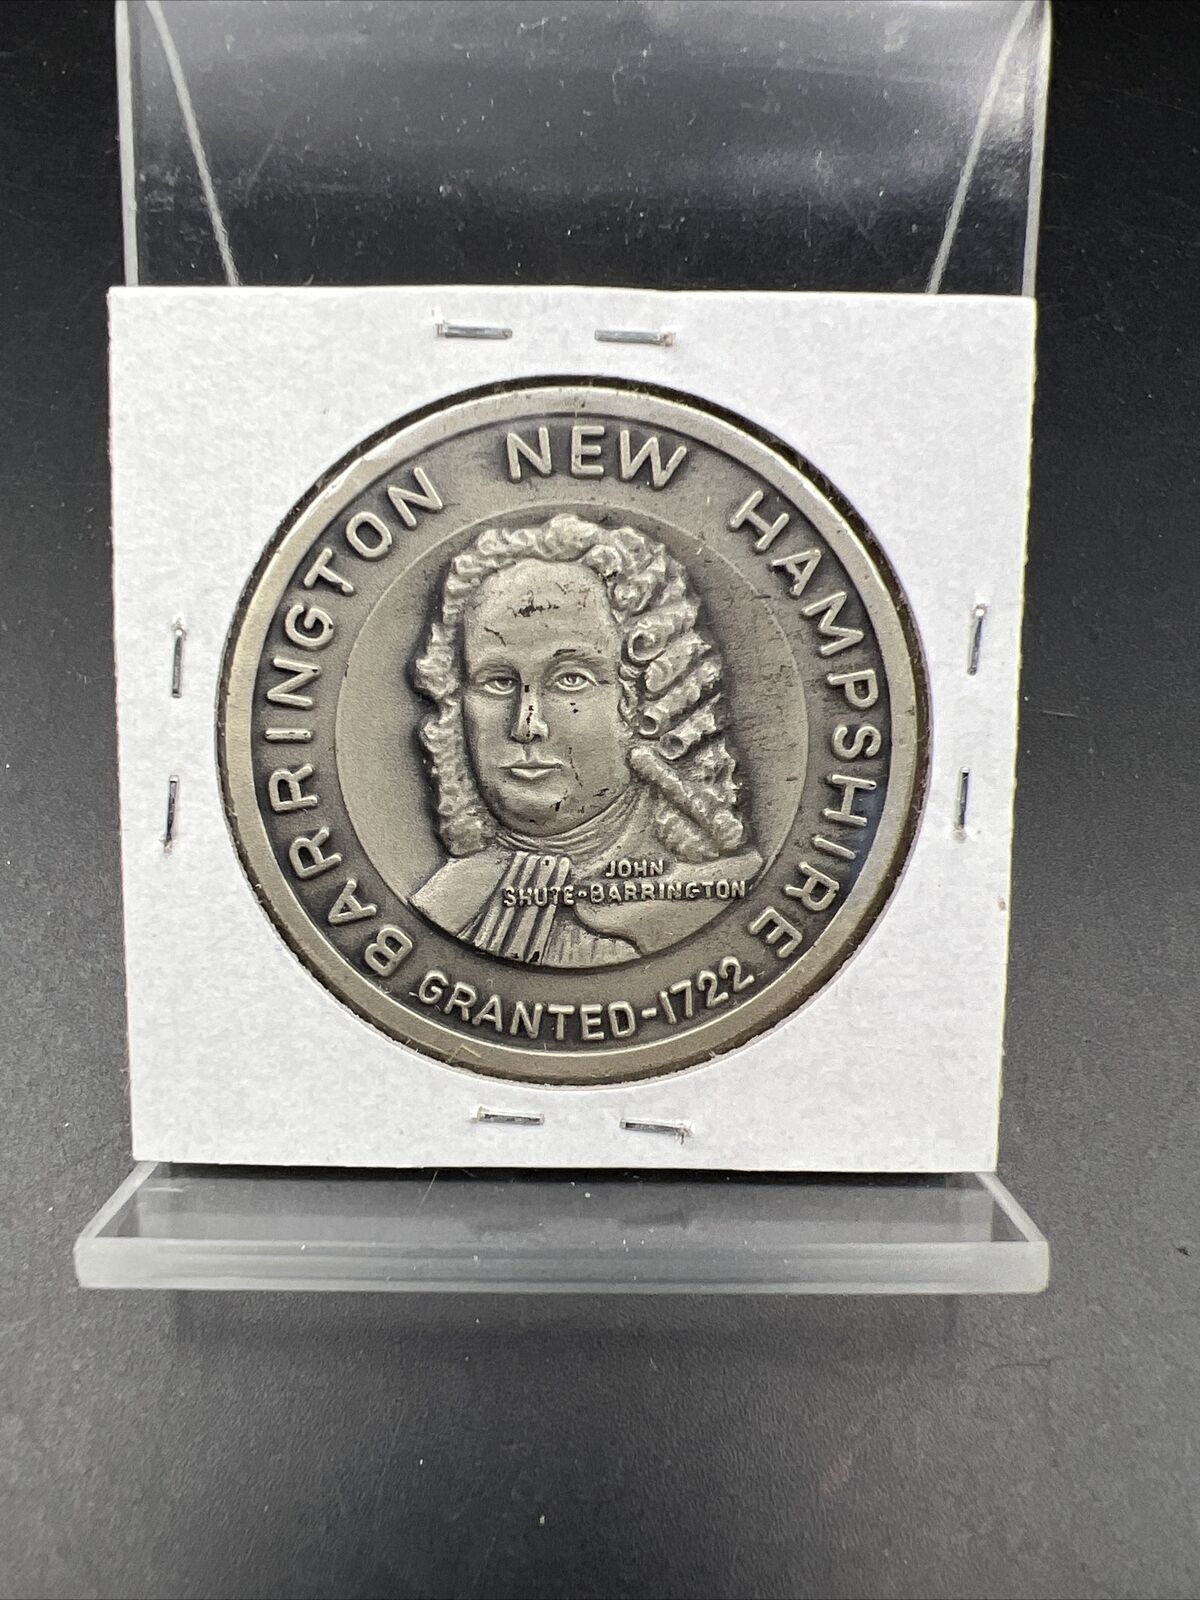 BARRINGTON NEW HAMPSHIRE
JOHN
SHUTE-BARRINGTON
GRANTED-1722